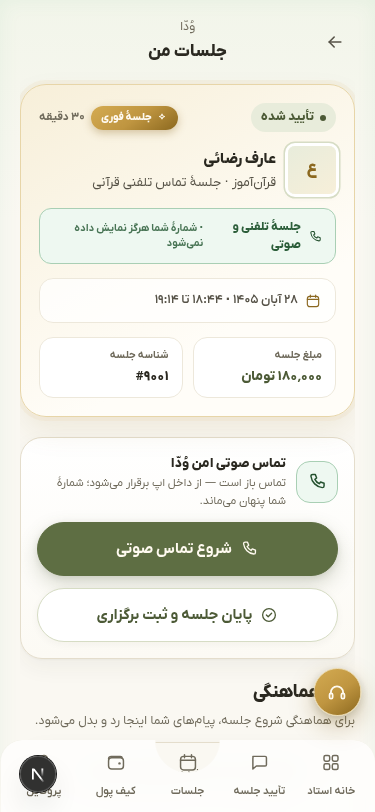 وُدّا
جلسات من
تأیید شده
جلسهٔ فوری
۳۰ دقیقه
ع
عارف رضائی
قرآن‌آموز · جلسهٔ تماس تلفنی قرآنی
جلسهٔ تلفنی و صوتی
· شمارهٔ شما هرگز نمایش داده نمی‌شود
۲۸ آبان ۱۴۰۵ · ۱۸:۴۴ تا ۱۹:۱۴
مبلغ جلسه
۱۸۰,۰۰۰ تومان
شناسه جلسه
#۹۰۰۱
تماس صوتی امن وُدّا
تماس باز است — از داخل اپ برقرار می‌شود؛ شمارهٔ
شما پنهان می‌ماند.
شروع تماس صوتی
پایان جلسه و ثبت برگزاری
هماهنگی
برای هماهنگی شروع جلسه، پیام‌های شما اینجا رد و بدل می‌شود.
خانه استاد
تأیید جلسه
جلسات
کیف پول
N